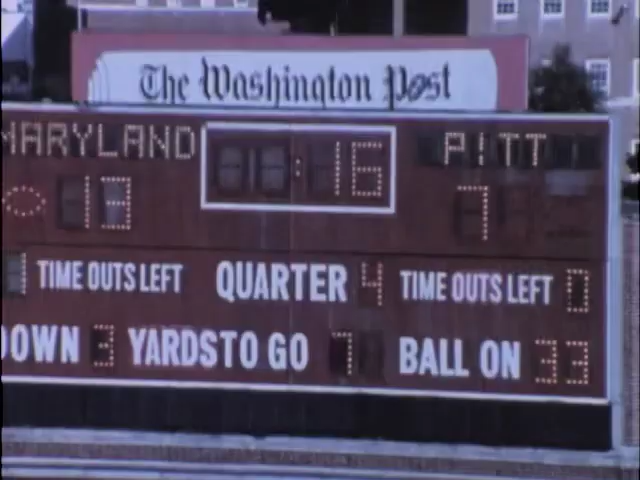 The Washington Post
MARYLAND :16 PITT
13 7
1 TIME OUTS LEFT QUARTER 4 TIME OUTS LEFT 0
DOWN 3 YARDS TO GO 7 BALL ON 33